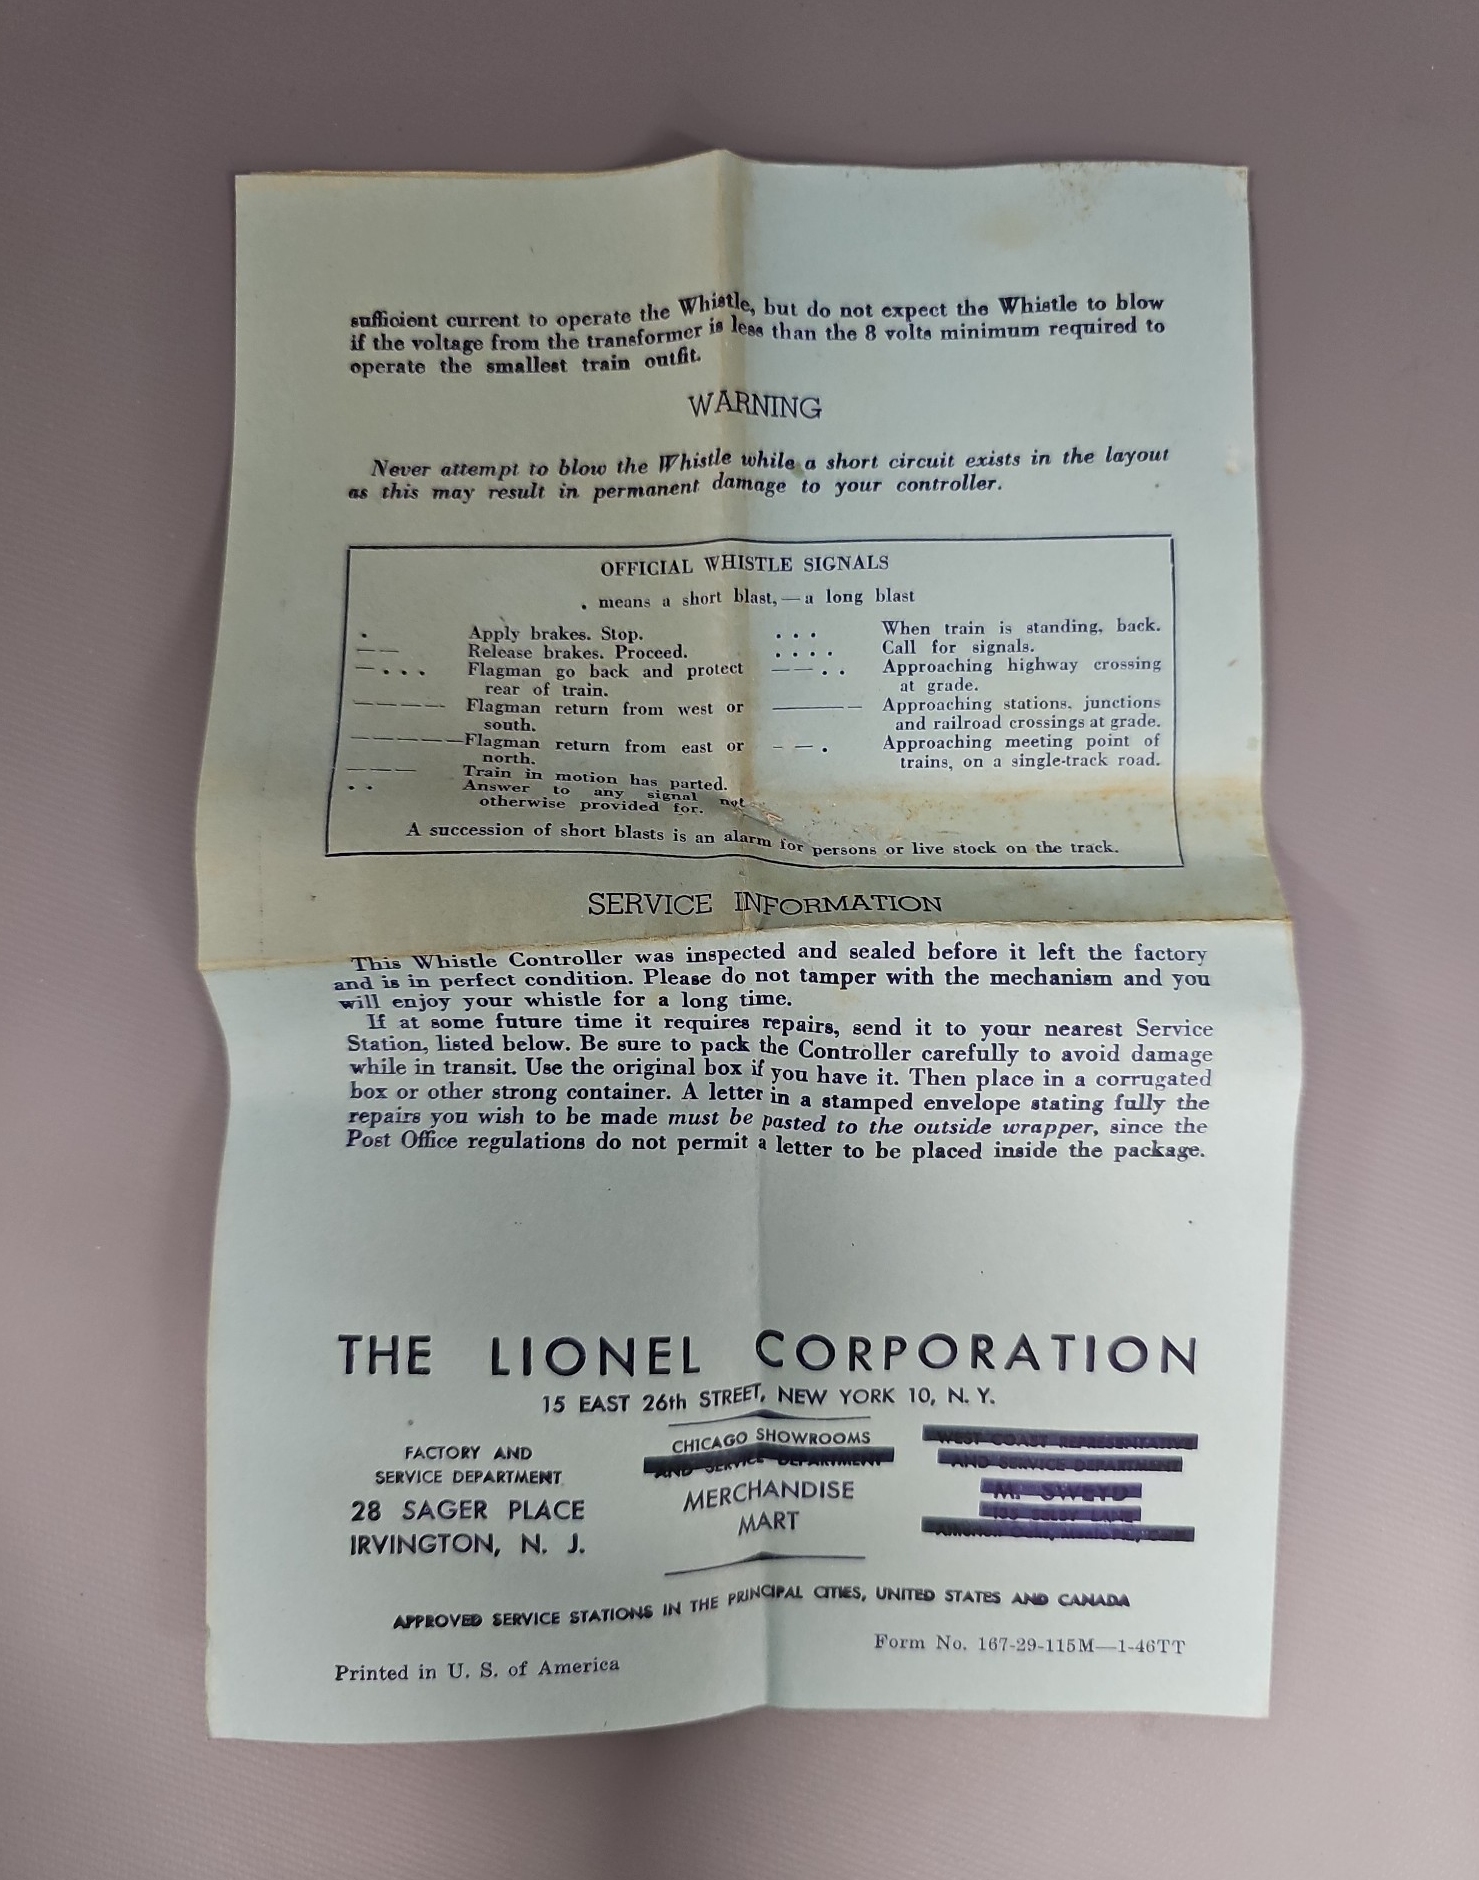 sufficient current to operate the Whistle, but do not expect the Whistle to blow
if the voltage from the transformer is less than the 8 volts minimum required to
operate the smallest train outfit.
WARNING
Never attempt to blow the Whistle while a short circuit exists in the layout
as this may result in permanent damage to your controller.
OFFICIAL WHISTLE SIGNALS
. means a short blast, — a long blast
. Apply brakes. Stop.
— — Release brakes. Proceed.
— . . . Flagman go back and protect
rear of train.
— — — — Flagman return from west or
south.
— — — — — Flagman return from east or
north.
— — — Train in motion has parted.
. . Answer to any signal not
otherwise provided for.
. . . When train is standing, back.
. . . . Call for signals.
— — . . Approaching highway crossing
at grade.
———— Approaching stations, junctions
and railroad crossings at grade.
– — . Approaching meeting point of
trains, on a single-track road.
A succession of short blasts is an alarm for persons or live stock on the track.
SERVICE INFORMATION
This Whistle Controller was inspected and sealed before it left the factory
and is in perfect condition. Please do not tamper with the mechanism and you
will enjoy your whistle for a long time.
If at some future time it requires repairs, send it to your nearest Service
Station, listed below. Be sure to pack the Controller carefully to avoid damage
while in transit. Use the original box if you have it. Then place in a corrugated
box or other strong container. A letter in a stamped envelope stating fully the
repairs you wish to be made must be pasted to the outside wrapper, since the
Post Office regulations do not permit a letter to be placed inside the package.
THE LIONEL CORPORATION
15 EAST 26th STREET, NEW YORK 10, N. Y.
FACTORY AND
SERVICE DEPARTMENT
28 SAGER PLACE
IRVINGTON, N. J.
CHICAGO SHOWROOMS
AND SERVICE DEPARTMENT
MERCHANDISE
MART
WEST COAST REPRESENTATIVE
AND SERVICE DEPARTMENT
M. SWEYD
APPROVED SERVICE STATIONS IN THE PRINCIPAL CITIES, UNITED STATES AND CANADA
Form No. 167-29-115M—1-46TT
Printed in U. S. of America